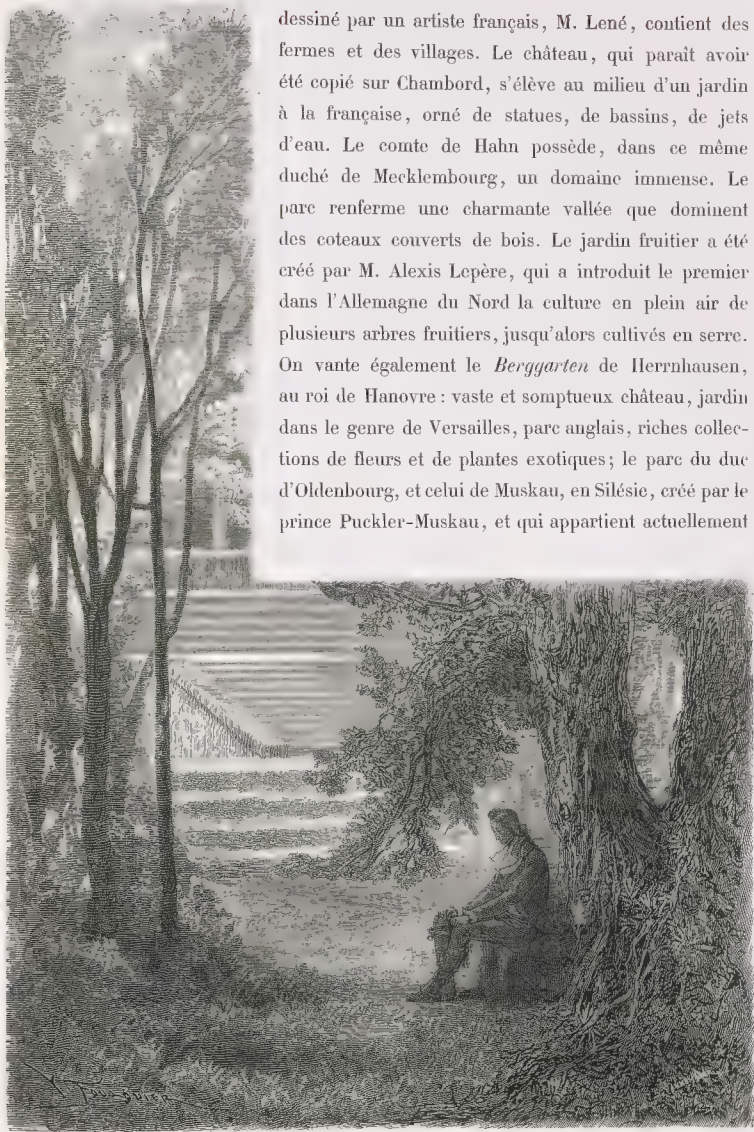 dessiné par un artiste français, M. Lené, contient des
fermes et des villages. Le château, qui paraît avoir
été copié sur Chambord, s'élève au milieu d'un jardin
à la française, orné de statues, de bassins, de jets
d'eau. Le comte de Hahn possède, dans ce même
duché de Mecklembourg, un domaine immense. Le
parc renferme une charmante vallée que dominent
des coteaux couverts de bois. Le jardin fruitier a été
créé par M. Alexis Lepère, qui a introduit le premier
dans l'Allemagne du Nord la culture en plein air de
plusieurs arbres fruitiers, jusqu'alors cultivés en serre.
On vante également le Berggarten de Herrnhausen,
au roi de Hanovre : vaste et somptueux château, jardin
dans le genre de Versailles, parc anglais, riches collec-
tions de fleurs et de plantes exotiques; le parc du duc
d'Oldenbourg, et celui de Muskau, en Silésie, créé par le
prince Puckler-Muskau, et qui appartient actuellement